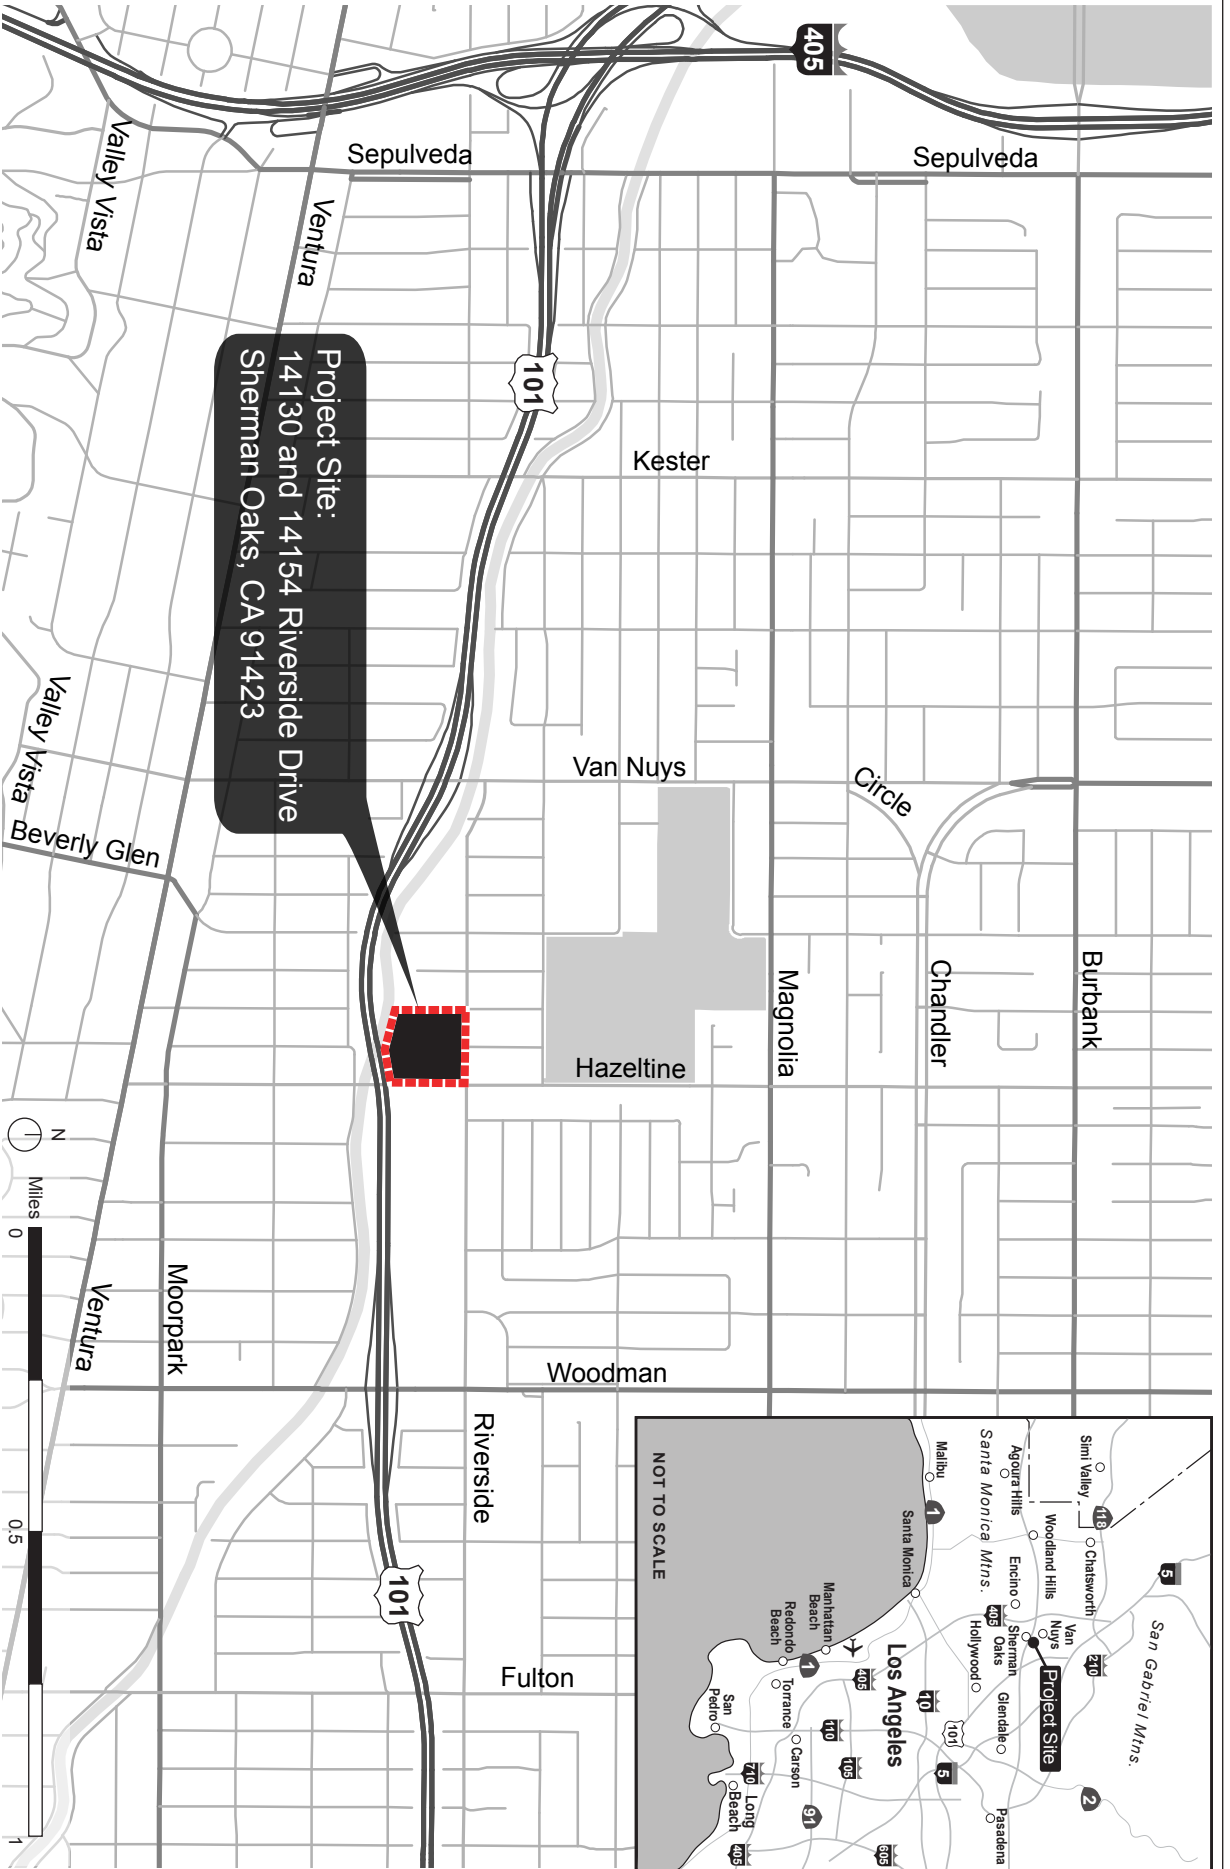 405
Sepulveda
Sepulveda
Valley Vista
Ventura
101
Kester
Project Site:
14130 and 14154 Riverside Drive
Sherman Oaks, CA 91423
Van Nuys
Circle
Valley Vista
Beverly Glen
Burbank
Chandler
Magnolia
Hazeltine
N
Miles
0
0.5
1
Ventura
Moorpark
Woodman
Riverside
101
Fulton
NOT TO SCALE
Simi Valley
118
Chatsworth
5
San Gabriel Mtns.
Agoura Hills
Woodland Hills
Santa Monica Mtns.
Encino
405
Van
Nuys
Sherman
Oaks
210
Project Site
Malibu
1
Santa Monica
Hollywood
Glendale
101
10
Los Angeles
5
2
Pasadena
Manhattan
Beach
Redondo
Beach
1
405
Torrance
110
105
Carson
San
Pedro
710
Long
Beach
91
405
605